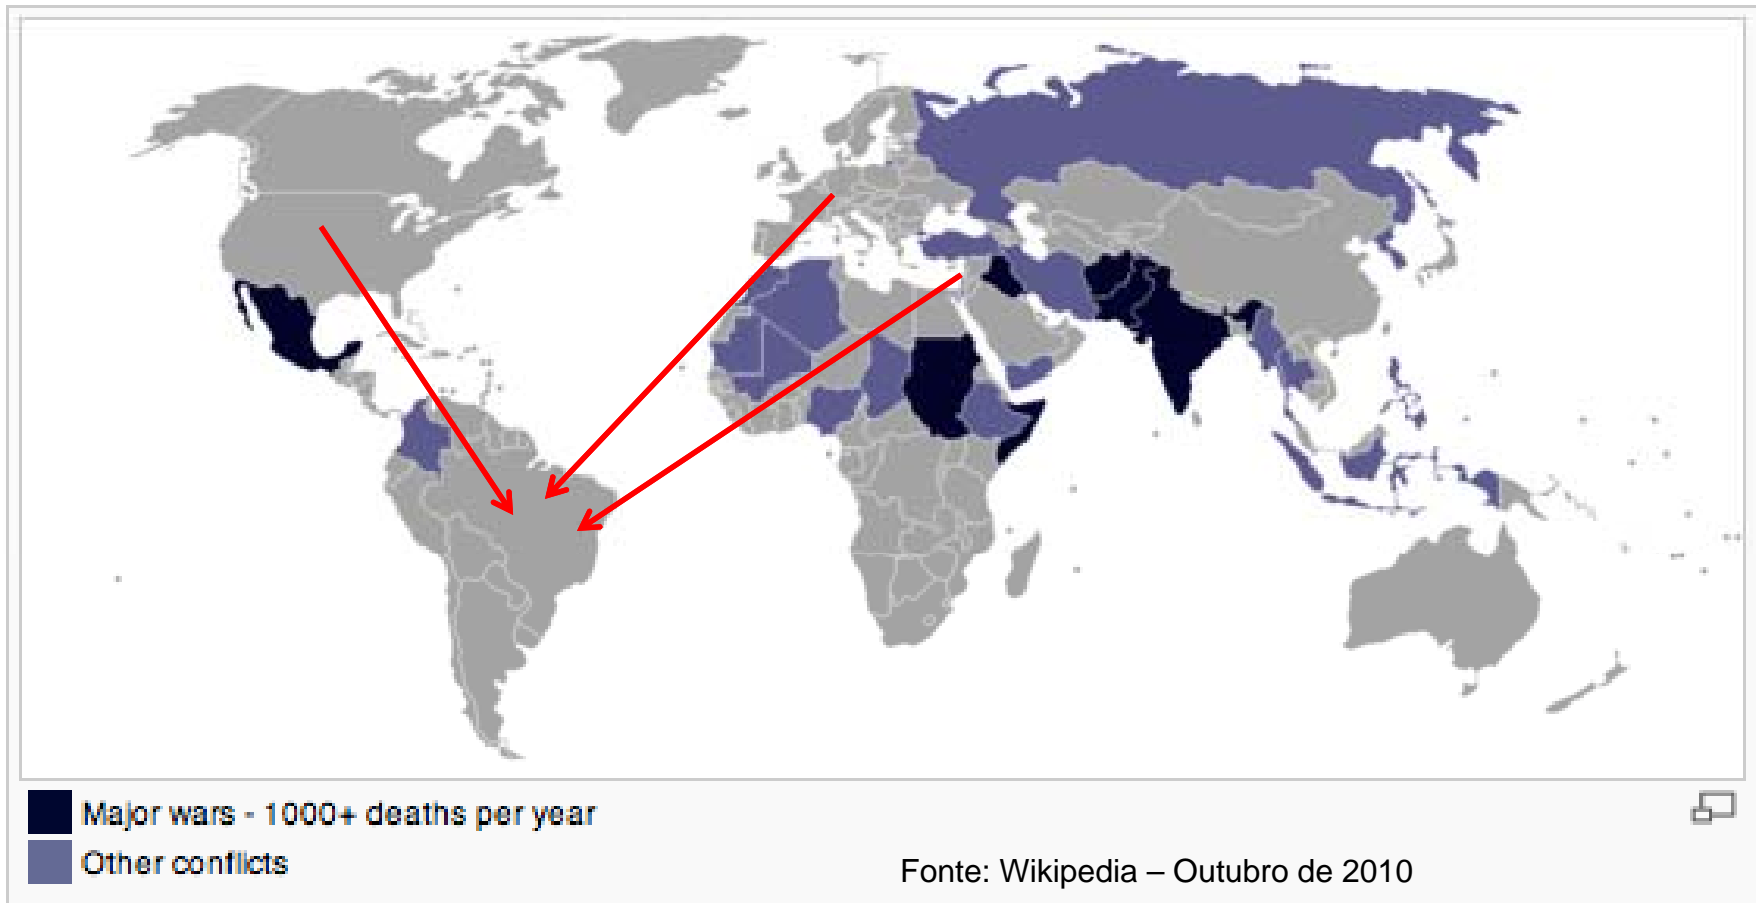 Major wars - 1000+ deaths per year
Other conflicts
Fonte: Wikipedia – Outubro de 2010